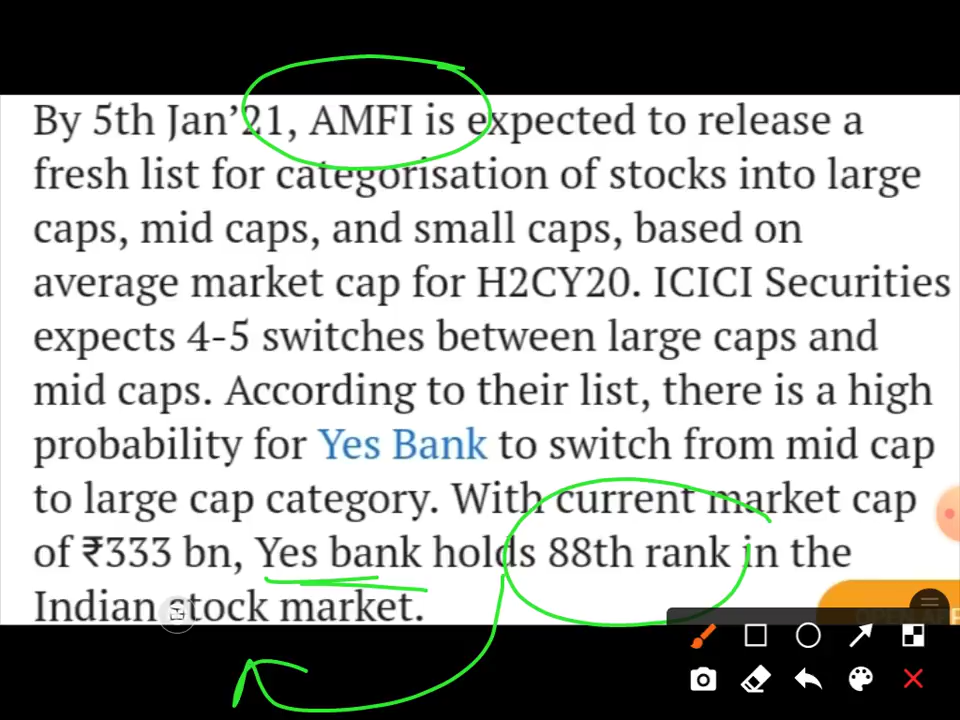 By 5th Jan’21, AMFI is expected to release a
fresh list for categorisation of stocks into large
caps, mid caps, and small caps, based on
average market cap for H2CY20. ICICI Securities
expects 4-5 switches between large caps and
mid caps. According to their list, there is a high
probability for Yes Bank to switch from mid cap
to large cap category. With current market cap
of ₹333 bn, Yes bank holds 88th rank in the
Indian stock market.